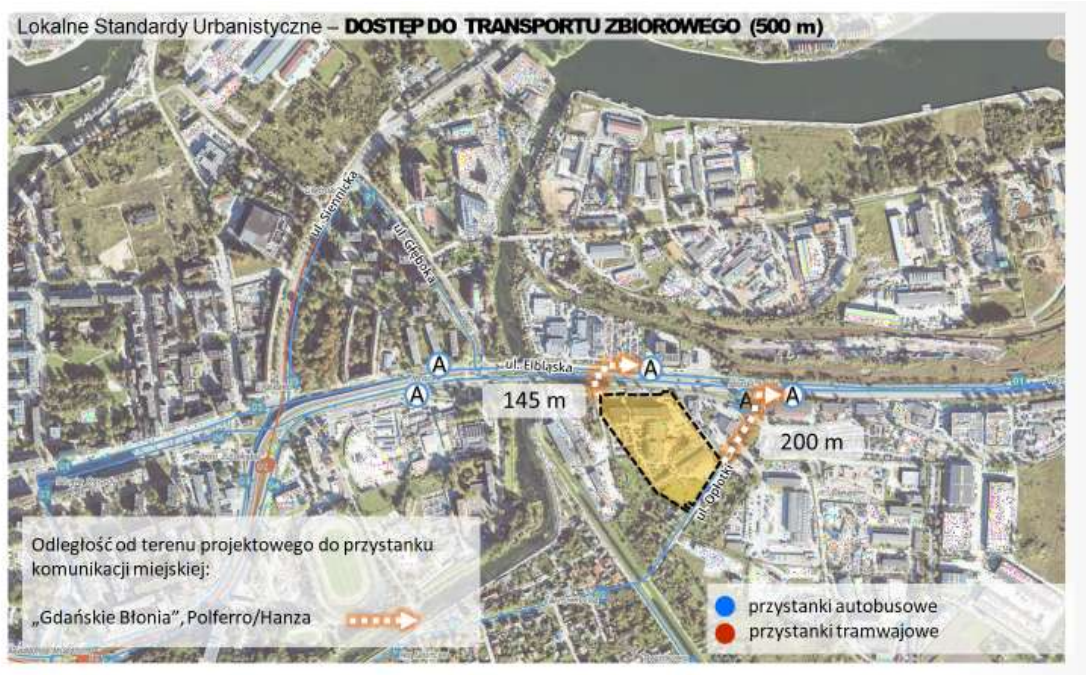 Lokalne Standardy Urbanistyczne – DOSTĘP DO TRANSPORTU ZBIOROWEGO (500 m)
ul. Siennicka
ul. Głęboka
A
ul. Elbląska
A
A
145 m
A
A
200 m
ul. Opłotki
Odległość od terenu projektowego do przystanku
komunikacji miejskiej:
„Gdańskie Błonia”, Polferro/Hanza
przystanki autobusowe
przystanki tramwajowe